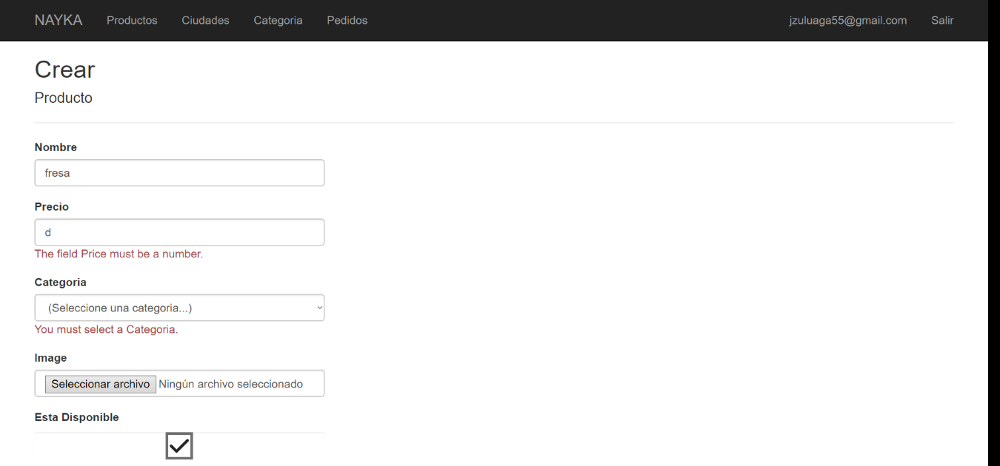 NAYKA Productos Ciudades Categoria Pedidos jzuluaga55@gmail.com Salir
Crear
Producto
Nombre
fresa
Precio
d
The field Price must be a number.
Categoria
(Seleccione una categoria...)
You must select a Categoria.
Image
Seleccionar archivo Ningún archivo seleccionado
Esta Disponible